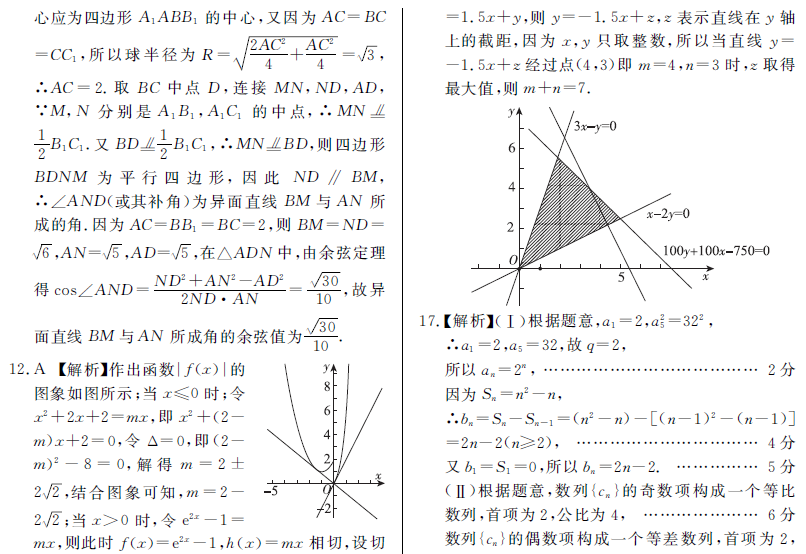 心应为四边形 A₁ABB₁ 的中心,又因为 AC=BC
=CC₁,所以球半径为 R=√(2AC²/4+AC²/4)=√3,
∴AC=2. 取 BC 中点 D,连接 MN,ND,AD,
∵M,N 分别是 A₁B₁,A₁C₁ 的中点,∴MN⫫
1/2B₁C₁. 又 BD⫫1/2B₁C₁,∴MN⫫BD,则四边形
BDNM 为平行四边形,因此 ND∥BM,
∴∠AND(或其补角)为异面直线 BM 与 AN 所
成的角.因为 AC=BB₁=BC=2,则 BM=ND=
√6,AN=√5,AD=√5,在△ADN 中,由余弦定理
得 cos∠AND=(ND²+AN²-AD²)/(2ND·AN)=√30/10,故异
面直线 BM 与 AN 所成角的余弦值为√30/10.
12.A 【解析】作出函数|f(x)|的
图象如图所示;当 x≤0 时;令
x²+2x+2=mx,即 x²+(2-
m)x+2=0,令 Δ=0,即(2-
m)²-8=0,解得 m=2±
2√2,结合图象可知,m=2-
2√2;当 x>0 时,令 e²ˣ-1=
mx,则此时 f(x)=e²ˣ-1,h(x)=mx 相切,设切
y
8
6
4
2
-5
O
x
-2
=1.5x+y,则 y=-1.5x+z,z 表示直线在 y 轴
上的截距,因为 x,y 只取整数,所以当直线 y=
-1.5x+z 经过点(4,3)即 m=4,n=3 时,z 取得
最大值,则 m+n=7.
y
3x-y=0
6
4
x-2y=0
2
100y+100x-750=0
O
5
x
17.【解析】(Ⅰ)根据题意,a₁=2,a₅²=32²,
∴a₁=2,a₅=32,故 q=2,
所以 aₙ=2ⁿ, …………………………… 2分
因为 Sₙ=n²-n,
∴bₙ=Sₙ-Sₙ₋₁=(n²-n)-[(n-1)²-(n-1)]
=2n-2(n≥2), ………………………… 4分
又 b₁=S₁=0,所以 bₙ=2n-2. …………… 5分
(Ⅱ)根据题意,数列{cₙ}的奇数项构成一个等比
数列,首项为 2,公比为 4, ……………… 6分
数列{cₙ}的偶数项构成一个等差数列,首项为 2,